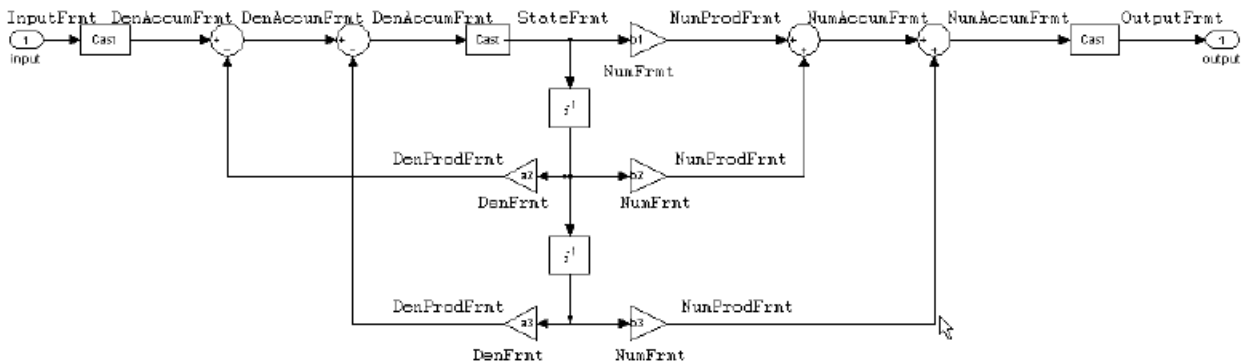 InputFrmt DenAccumFrmt DenAccumFrmt DenAccumFrmt StateFrmt NumProdFrmt NumAccumFrmt NumAccumFrmt OutputFrmt
1 Cast + - + - Cast b1 + + + + Cast 1
input NumFrmt output
z-1
DenProdFrmt NumProdFrmt
a2 b2
DenFrmt NumFrmt
z-1
DenProdFrmt NumProdFrmt
a3 b3
DenFrmt NumFrmt